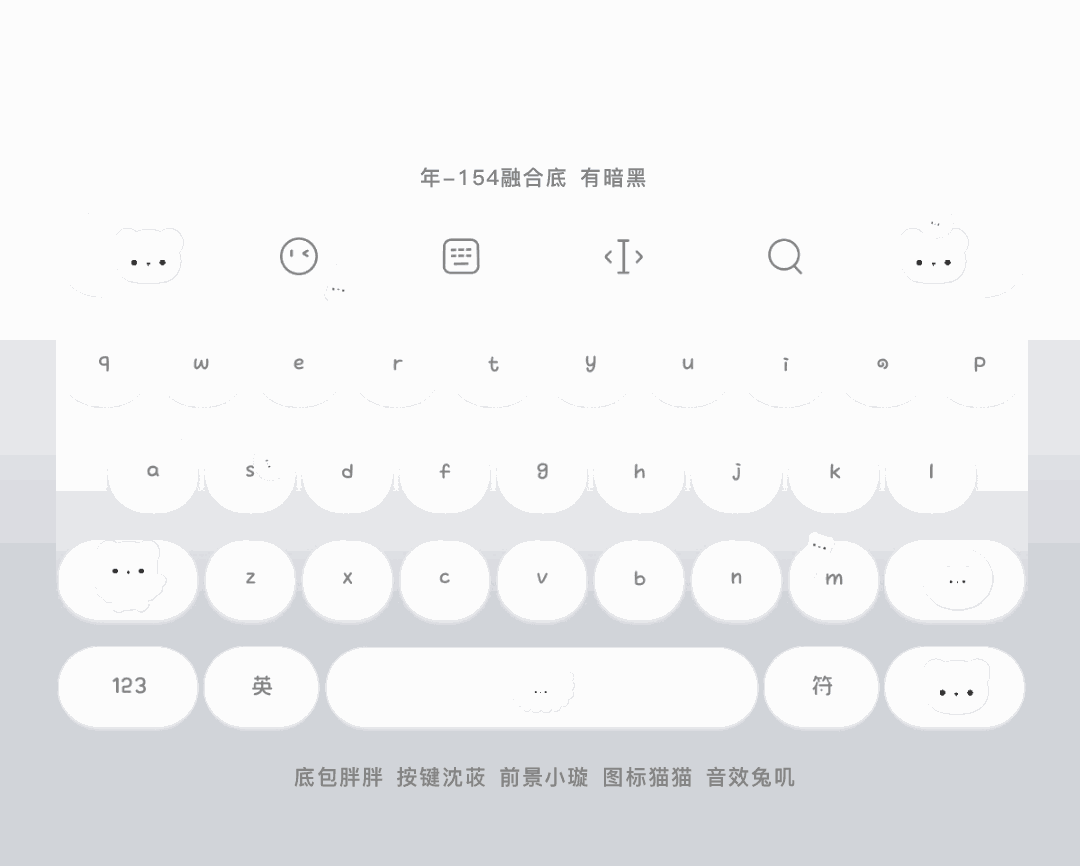 年-154融合底 有暗黑
q w e r t y u i o p
a s d f g h j k l
z x c v b n m
123 英 符
底包胖胖 按键沈莜 前景小璇 图标猫猫 音效兔叽